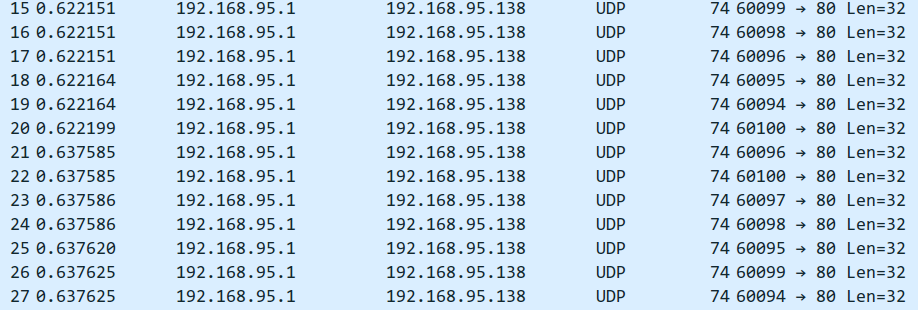 15 0.622151 192.168.95.1 192.168.95.138 UDP 74 60099 → 80 Len=32
16 0.622151 192.168.95.1 192.168.95.138 UDP 74 60098 → 80 Len=32
17 0.622151 192.168.95.1 192.168.95.138 UDP 74 60096 → 80 Len=32
18 0.622164 192.168.95.1 192.168.95.138 UDP 74 60095 → 80 Len=32
19 0.622164 192.168.95.1 192.168.95.138 UDP 74 60094 → 80 Len=32
20 0.622199 192.168.95.1 192.168.95.138 UDP 74 60100 → 80 Len=32
21 0.637585 192.168.95.1 192.168.95.138 UDP 74 60096 → 80 Len=32
22 0.637585 192.168.95.1 192.168.95.138 UDP 74 60100 → 80 Len=32
23 0.637586 192.168.95.1 192.168.95.138 UDP 74 60097 → 80 Len=32
24 0.637586 192.168.95.1 192.168.95.138 UDP 74 60098 → 80 Len=32
25 0.637620 192.168.95.1 192.168.95.138 UDP 74 60095 → 80 Len=32
26 0.637625 192.168.95.1 192.168.95.138 UDP 74 60099 → 80 Len=32
27 0.637625 192.168.95.1 192.168.95.138 UDP 74 60094 → 80 Len=32